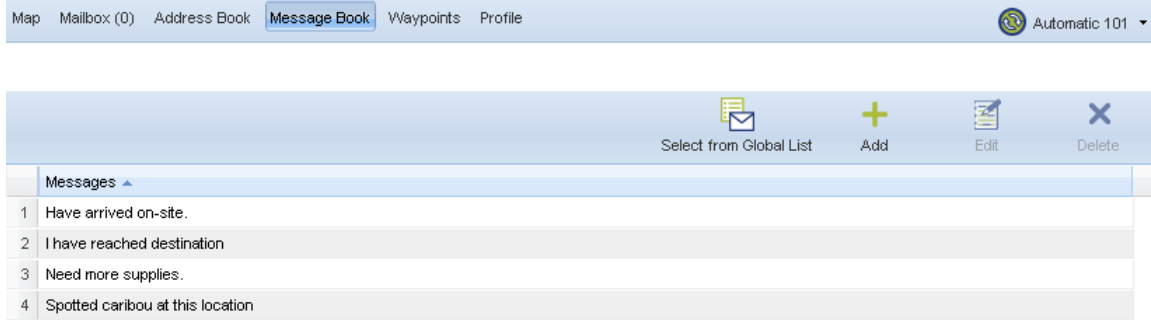 Map Mailbox (0) Address Book Message Book Waypoints Profile Automatic 101
Select from Global List Add Edit Delete
Messages
1 Have arrived on-site.
2 I have reached destination
3 Need more supplies.
4 Spotted caribou at this location